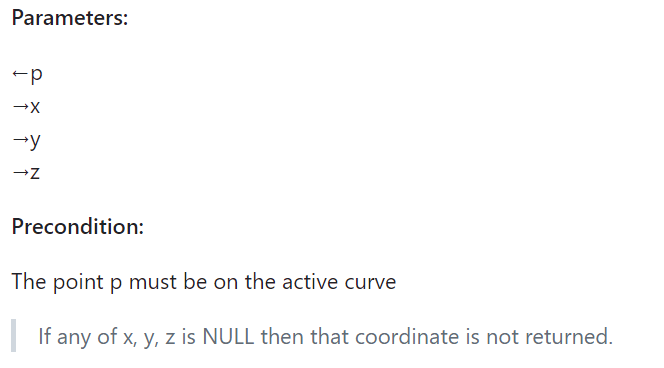 Parameters:
←p
→x
→y
→z
Precondition:
The point p must be on the active curve
If any of x, y, z is NULL then that coordinate is not returned.